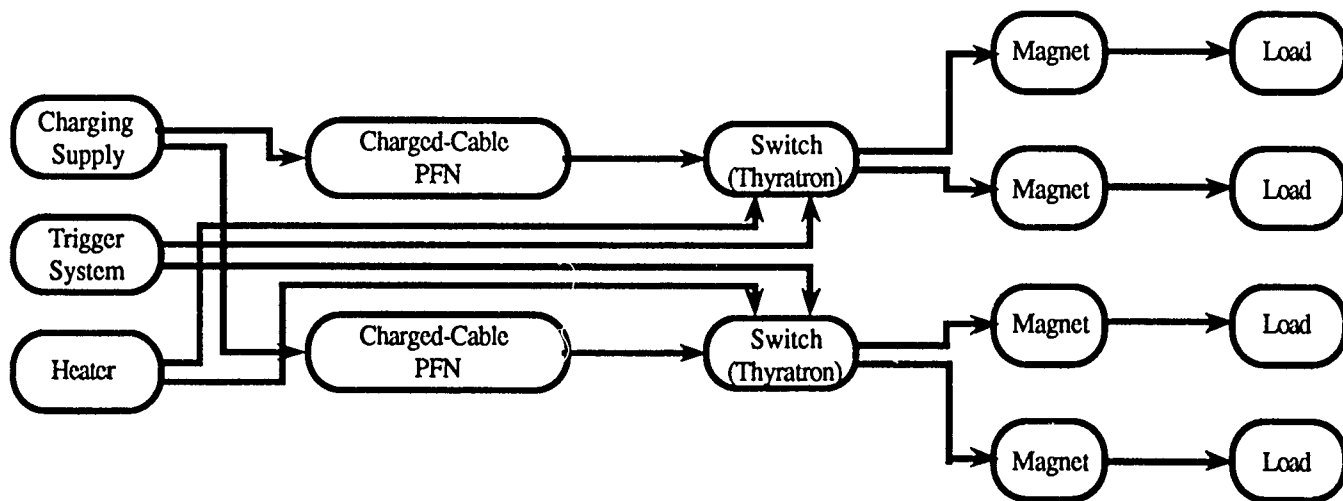 Charging
Supply
Trigger
System
Heater
Charged-Cable
PFN
Charged-Cable
PFN
Switch
(Thyratron)
Switch
(Thyratron)
Magnet
Load
Magnet
Load
Magnet
Load
Magnet
Load